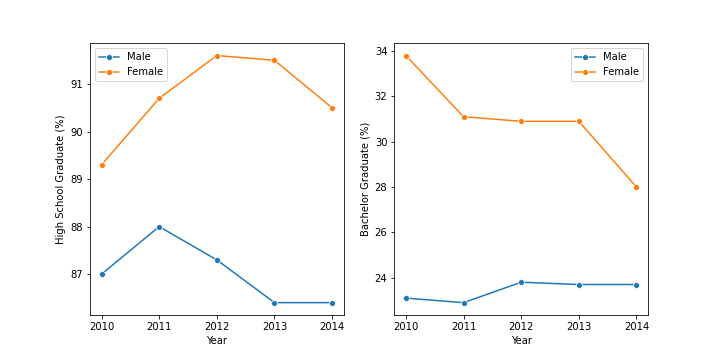 Male
Female
High School Graduate (%)
91
90
89
88
87
2010 2011 2012 2013 2014
Year
Male
Female
Bachelor Graduate (%)
34
32
30
28
26
24
2010 2011 2012 2013 2014
Year